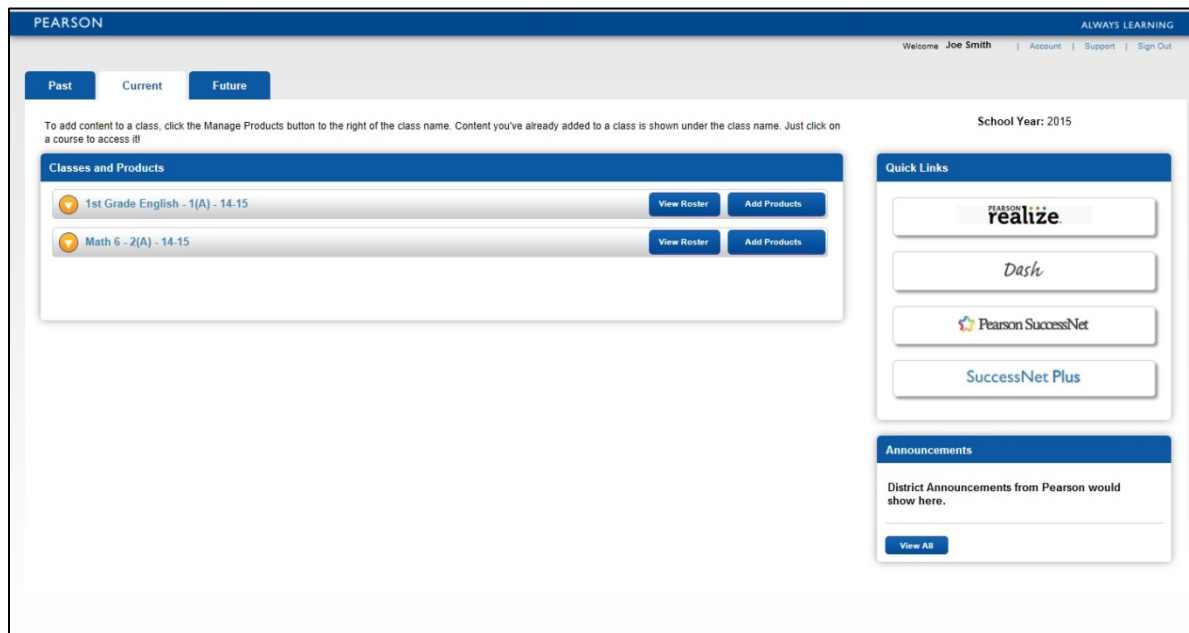 PEARSON
ALWAYS LEARNING
Welcome Joe Smith | Account | Support | Sign Out
Past Current Future
To add content to a class, click the Manage Products button to the right of the class name. Content you've already added to a class is shown under the class name. Just click on
a course to access it!
School Year: 2015
Classes and Products
1st Grade English - 1(A) - 14-15 View Roster Add Products
Math 6 - 2(A) - 14-15 View Roster Add Products
Quick Links
PEARSON
realize.
Dash
Pearson SuccessNet
SuccessNet Plus
Announcements
District Announcements from Pearson would
show here.
View All